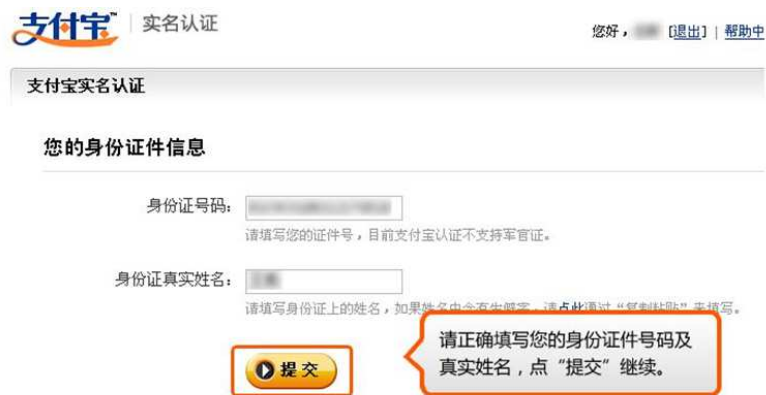 支付宝™ 实名认证
您好， [退出] | 帮助中
支付宝实名认证
您的身份证件信息
身份证号码：
请填写您的证件号，目前支付宝认证不支持军官证。
身份证真实姓名：
请填写身份证上的姓名，如果姓名中含有生僻字，请点此通过“复制粘贴”来填写。
提交
请正确填写您的身份证件号码及
真实姓名，点“提交”继续。